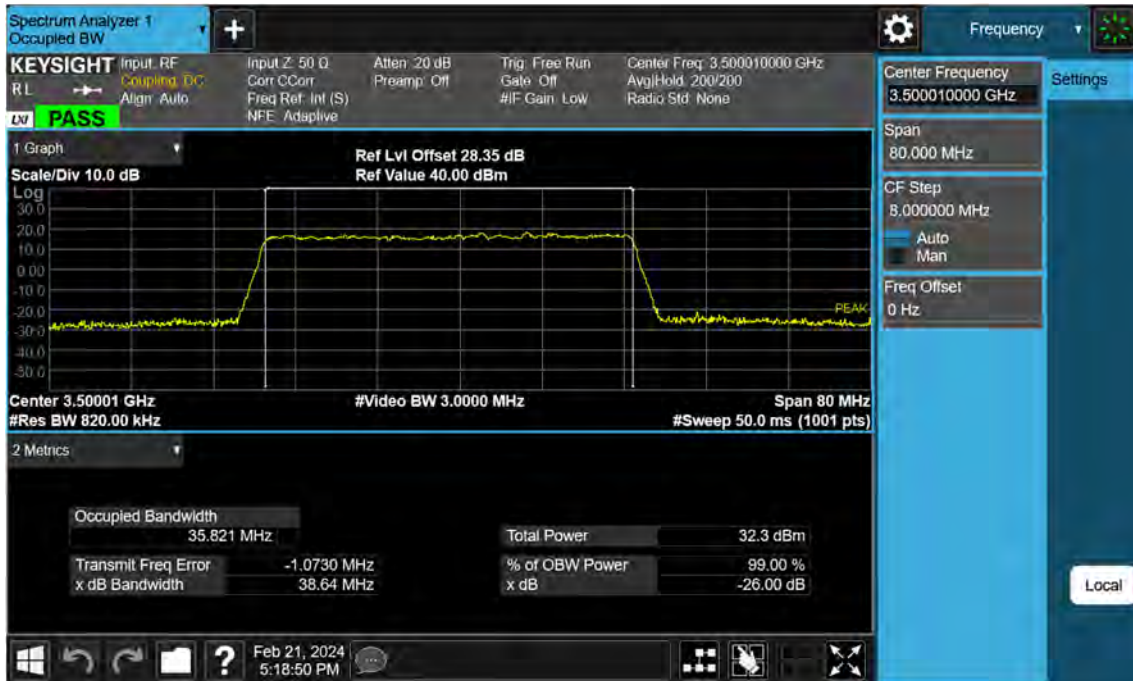 Spectrum Analyzer 1
Occupied BW
+
Frequency
KEYSIGHT
RL
LXI
PASS
Input: RF
Coupling: DC
Align: Auto
Input Z: 50 Ω
Corr CCorr
Freq Ref: Int (S)
NFE: Adaptive
Atten: 20 dB
Preamp: Off
Trig: Free Run
Gate: Off
#IF Gain: Low
Center Freq: 3.500010000 GHz
Avg|Hold: 200/200
Radio Std: None
Center Frequency
3.500010000 GHz
Settings
Span
80.000 MHz
CF Step
8.000000 MHz
Auto
Man
Freq Offset
0 Hz
Local
1 Graph
Scale/Div 10.0 dB
Ref Lvl Offset 28.35 dB
Ref Value 40.00 dBm
Log
30.0
20.0
10.0
0.00
-10.0
-20.0
-30.0
-40.0
-50.0
PEAK
Center 3.50001 GHz
#Video BW 3.0000 MHz
Span 80 MHz
#Res BW 820.00 kHz
#Sweep 50.0 ms (1001 pts)
2 Metrics
Occupied Bandwidth
35.821 MHz
Total Power 32.3 dBm
Transmit Freq Error -1.0730 MHz
% of OBW Power 99.00 %
x dB Bandwidth 38.64 MHz
x dB -26.00 dB
?
Feb 21, 2024
5:18:50 PM